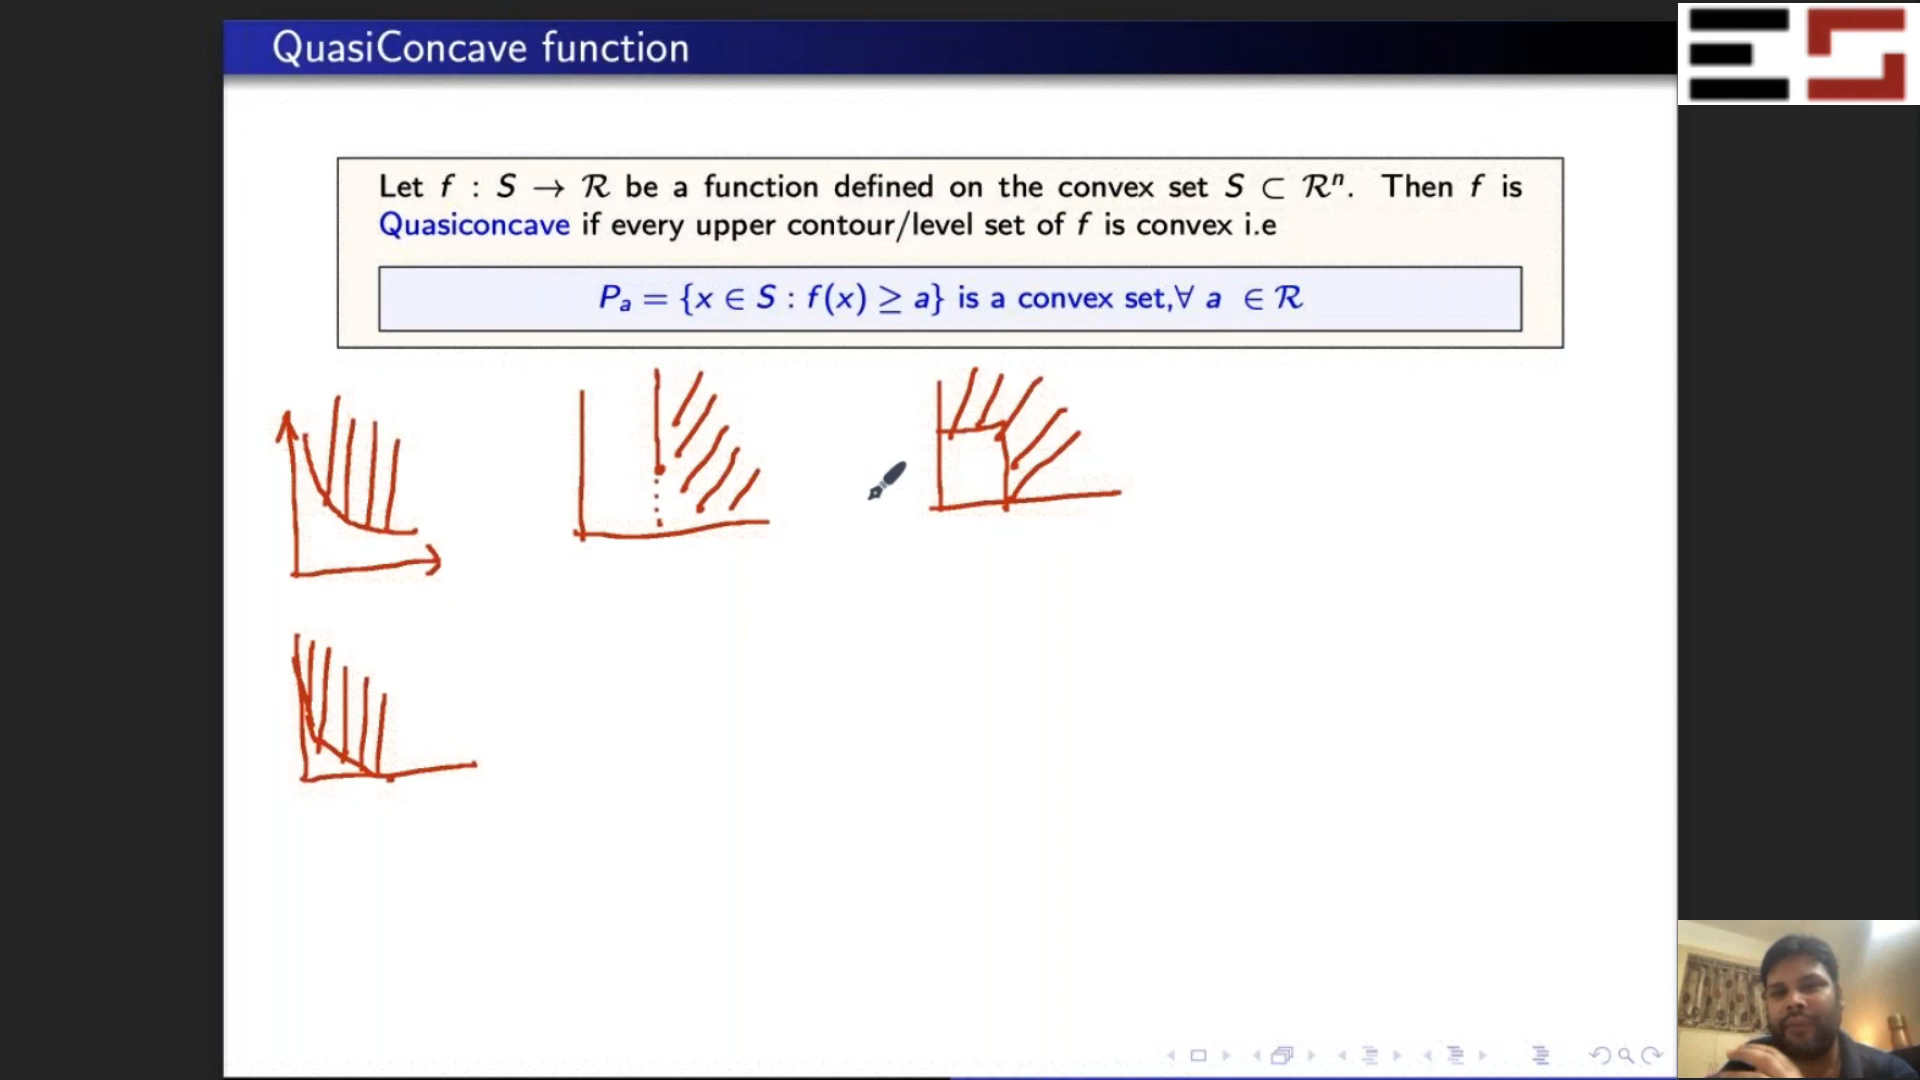 QuasiConcave function
ES
Let f : S → ℛ be a function defined on the convex set S ⊂ ℛⁿ. Then f is
Quasiconcave if every upper contour/level set of f is convex i.e
Pₐ = {x ∈ S : f(x) ≥ a} is a convex set,∀ a ∈ ℛ